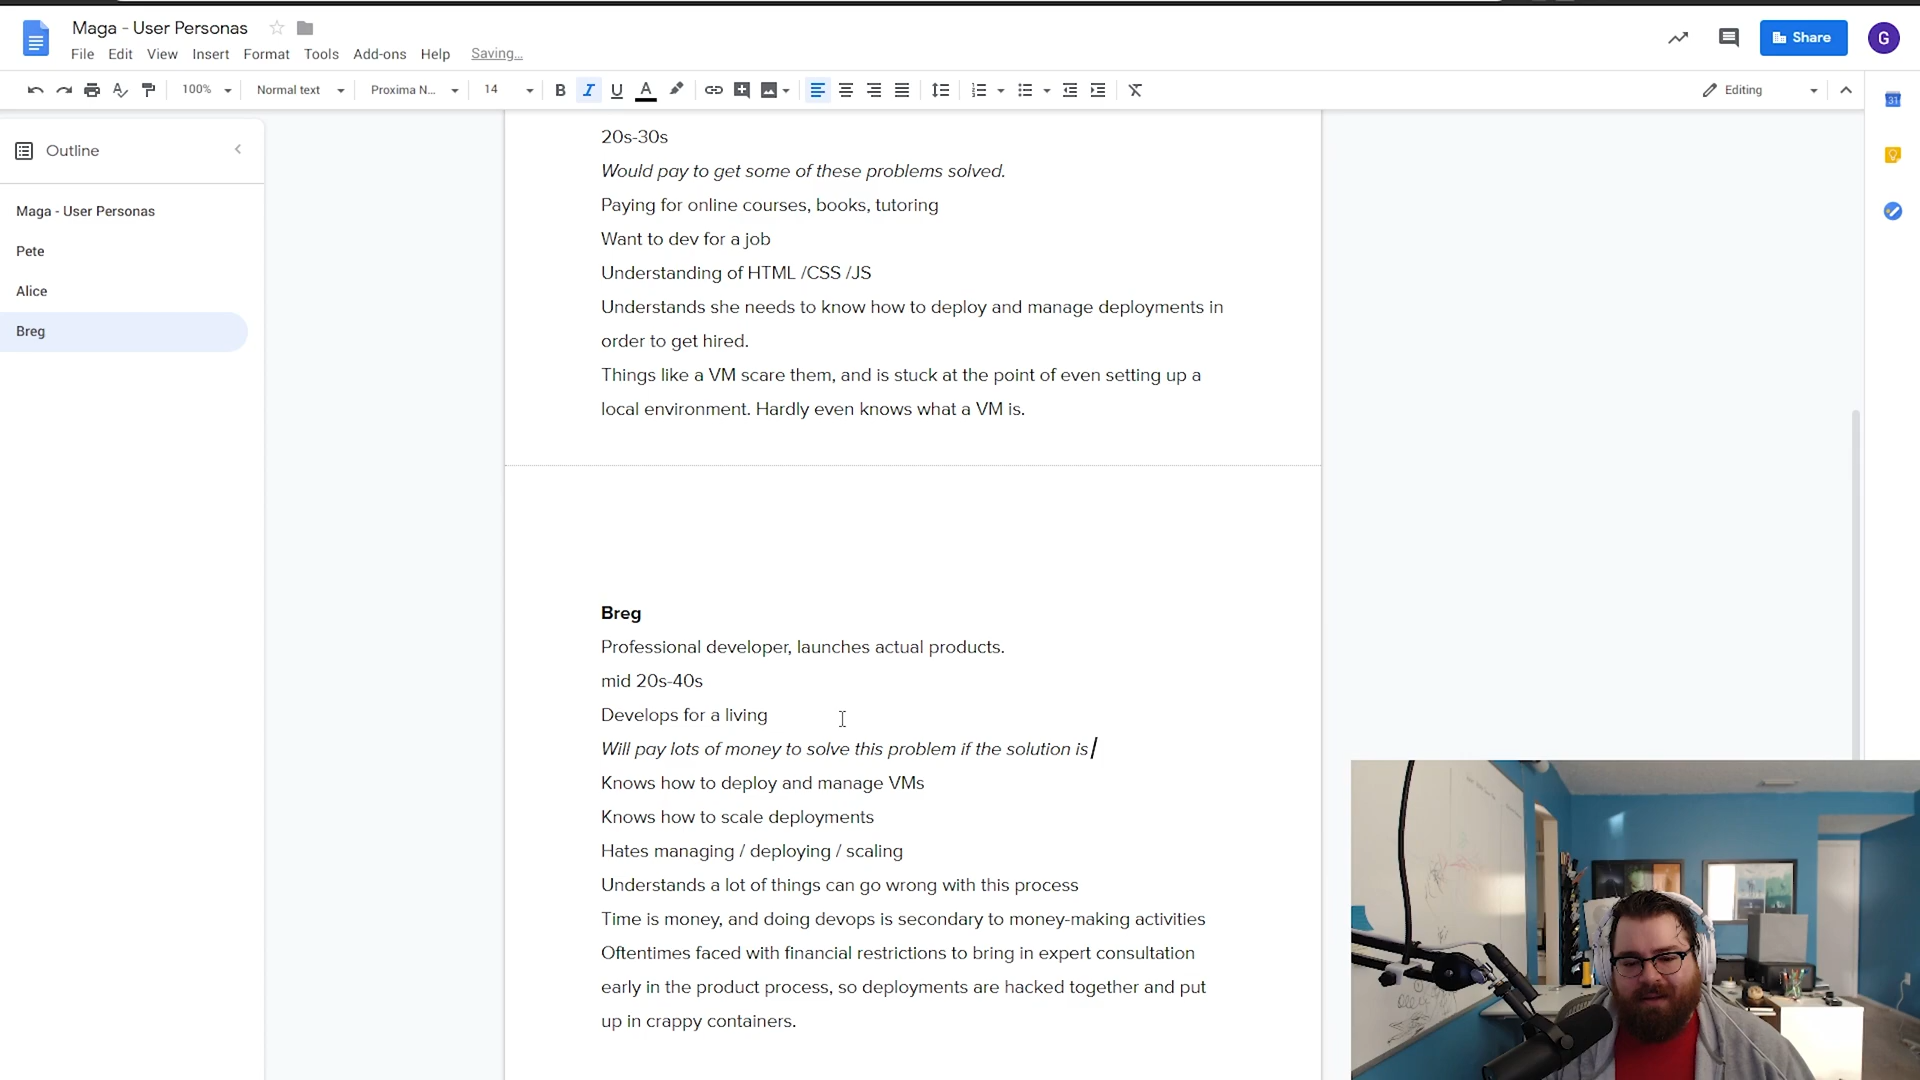 Maga - User Personas
File Edit View Insert Format Tools Add-ons Help Saving...
Share
G
100% Normal text Proxima N... 14 B I U A Editing
31
Outline
Maga - User Personas
Pete
Alice
Breg
20s-30s
Would pay to get some of these problems solved.
Paying for online courses, books, tutoring
Want to dev for a job
Understanding of HTML /CSS /JS
Understands she needs to know how to deploy and manage deployments in
order to get hired.
Things like a VM scare them, and is stuck at the point of even setting up a
local environment. Hardly even knows what a VM is.
Breg
Professional developer, launches actual products.
mid 20s-40s
Develops for a living
Will pay lots of money to solve this problem if the solution is
Knows how to deploy and manage VMs
Knows how to scale deployments
Hates managing / deploying / scaling
Understands a lot of things can go wrong with this process
Time is money, and doing devops is secondary to money-making activities
Oftentimes faced with financial restrictions to bring in expert consultation
early in the product process, so deployments are hacked together and put
up in crappy containers.